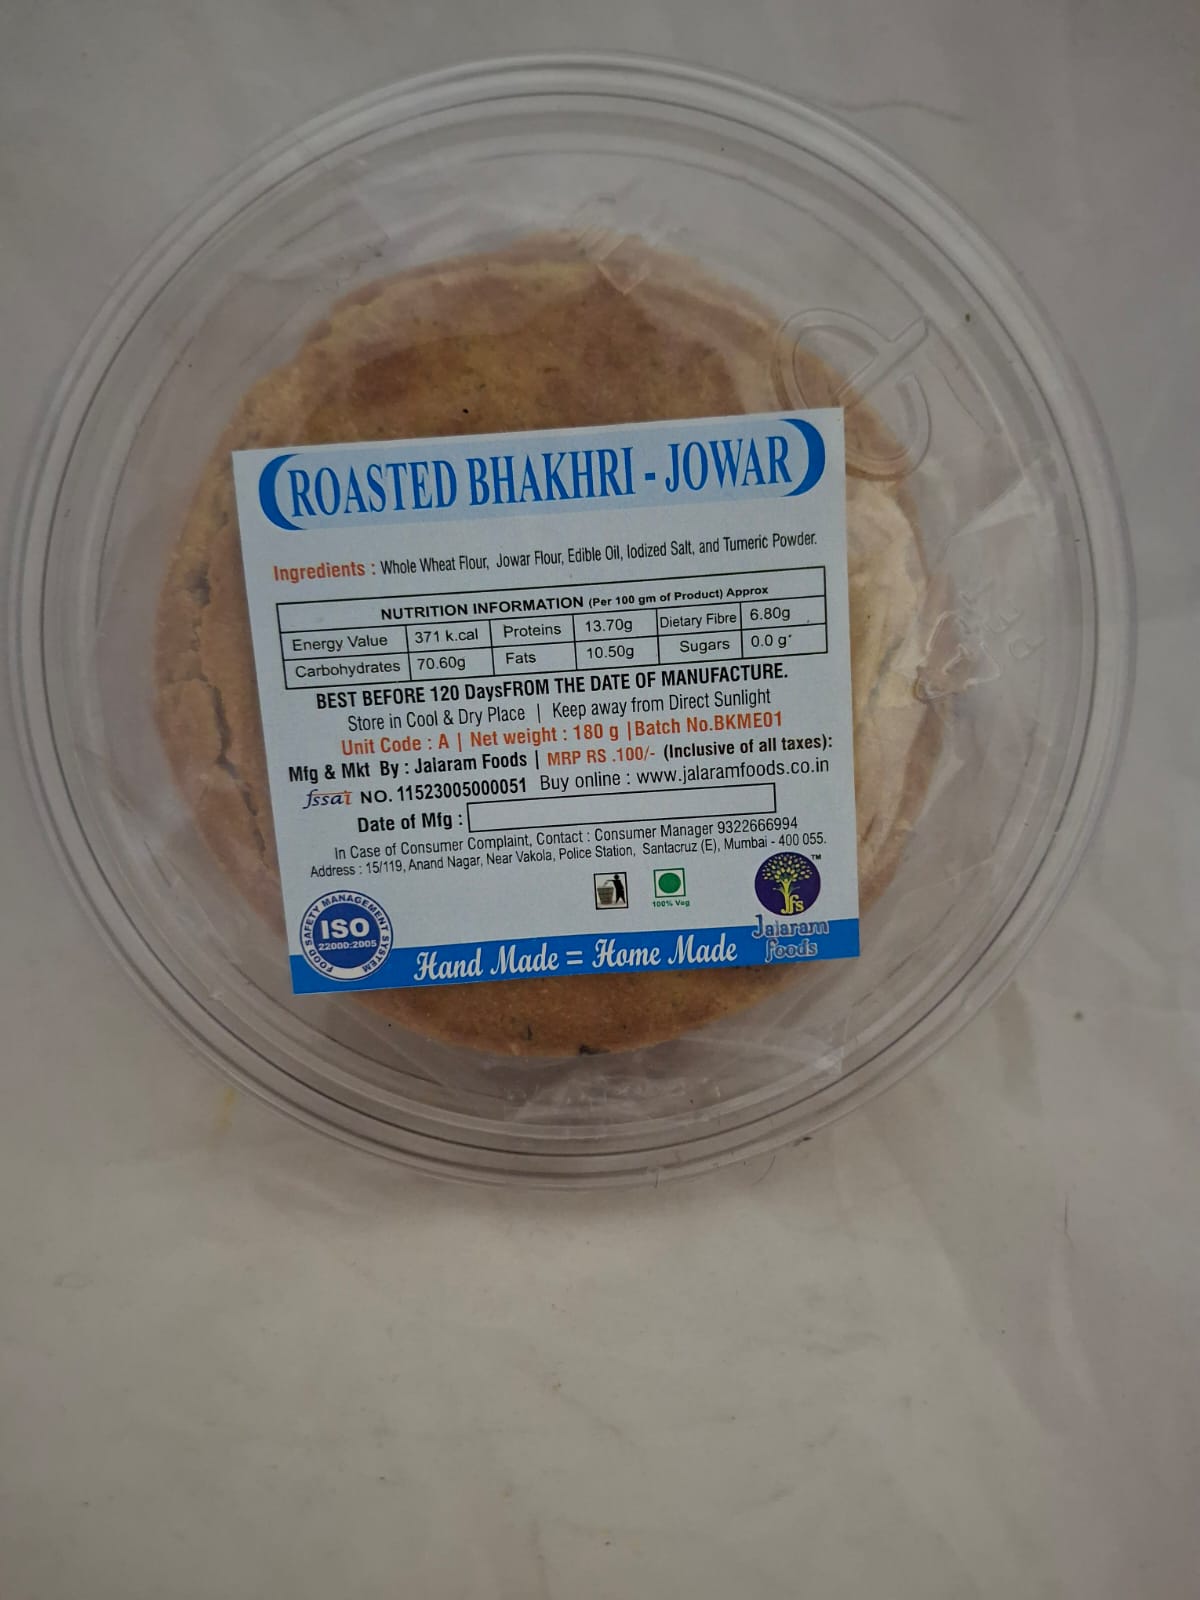 ROASTED BHAKHRI - JOWAR
Ingredients : Whole Wheat Flour, Jowar Flour, Edible Oil, Iodized Salt, and Tumeric Powder.
NUTRITION INFORMATION (Per 100 gm of Product) Approx
Energy Value 371 k.cal Proteins 13.70g Dietary Fibre 6.80g
Carbohydrates 70.60g Fats 10.50g Sugars 0.0 g
BEST BEFORE 120 DaysFROM THE DATE OF MANUFACTURE.
Store in Cool & Dry Place | Keep away from Direct Sunlight
Unit Code : A | Net weight : 180 g |Batch No.BKME01
Mfg & Mkt By : Jalaram Foods | MRP RS .100/- (Inclusive of all taxes):
fssai NO. 11523005000051 Buy online : www.jalaramfoods.co.in
Date of Mfg :
In Case of Consumer Complaint, Contact : Consumer Manager 9322666994
Address : 15/119, Anand Nagar, Near Vakola, Police Station, Santacruz (E), Mumbai - 400 055.
100% Veg
FOOD SAFETY MANAGEMENT SYSTEM
ISO
22000:2005
Hand Made = Home Made
jfs
TM
Jalaram
foods